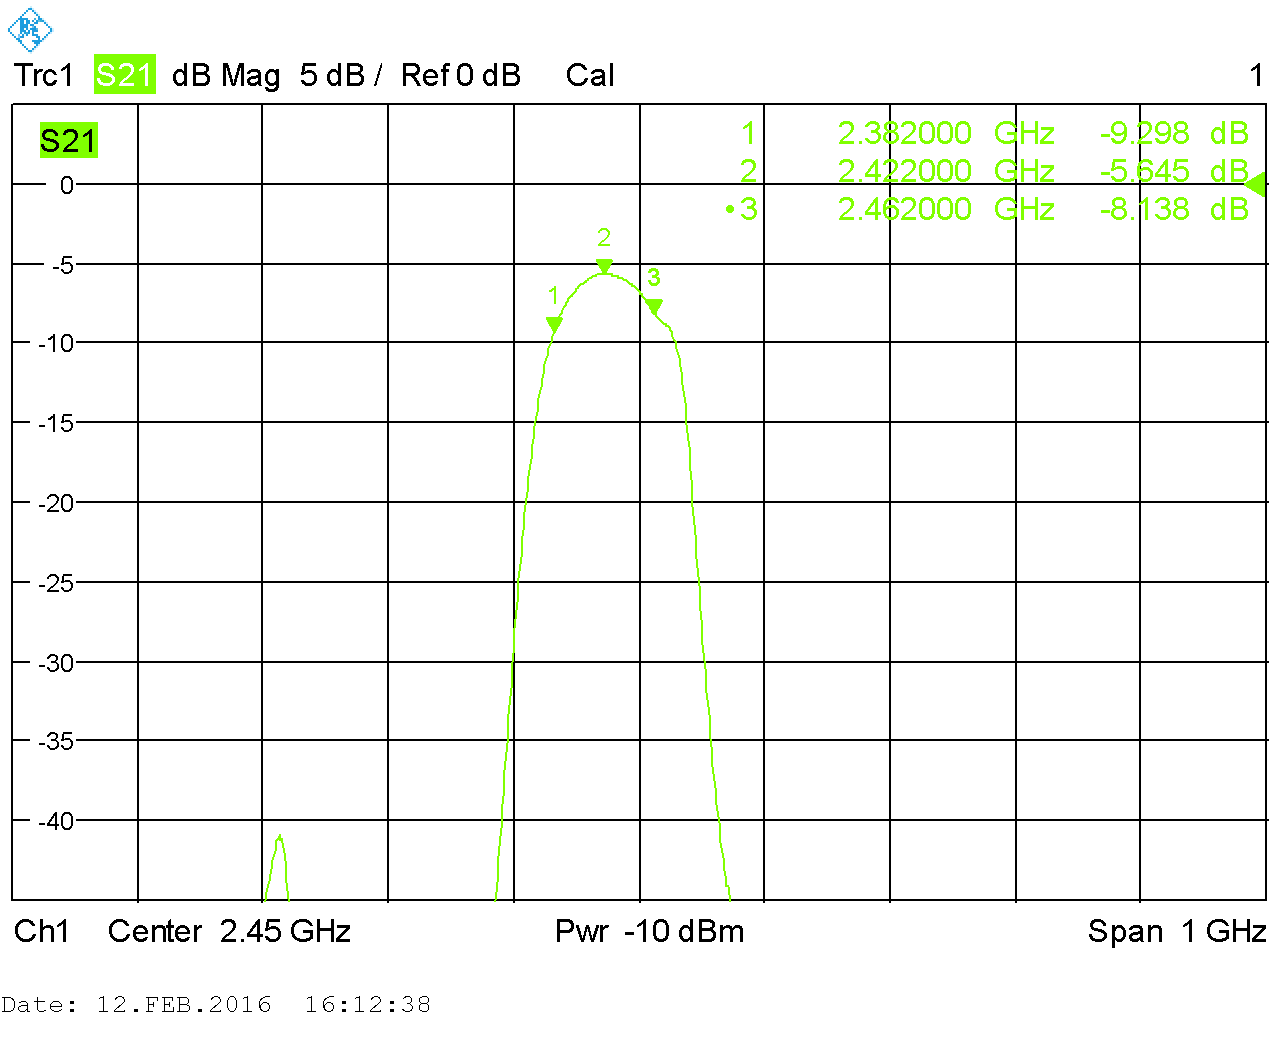 Trc1 S21 dB Mag 5 dB / Ref 0 dB Cal 1
S21
1 2.382000 GHz -9.298 dB
2 2.422000 GHz -5.645 dB
•3 2.462000 GHz -8.138 dB
0
2
-5
3
1
-10
-15
-20
-25
-30
-35
-40
Ch1 Center 2.45 GHz Pwr -10 dBm Span 1 GHz
Date: 12.FEB.2016 16:12:38